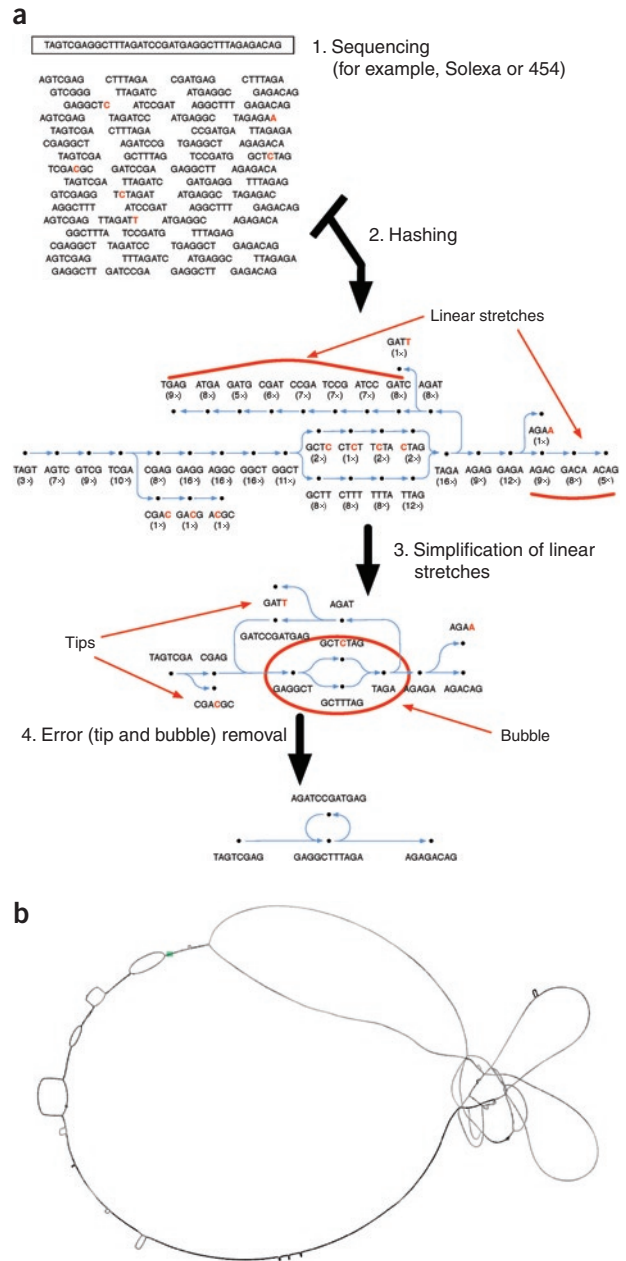 a
TAGTCGAGGCTTTAGATCCGATGAGGCTTTAGAGACAG
1. Sequencing
(for example, Solexa or 454)
AGTCGAG CTTTAGA CGATGAG CTTTAGA
GTCGGG TTAGATC ATGAGGC GAGACAG
GAGGCTC ATCCGAT AGGCTTT GAGACAG
AGTCGAG TAGATCC ATGAGGC TAGAGAA
TAGTCGA CTTTAGA CCGATGA TTAGAGA
CGAGGCT AGATCCG TGAGGCT AGAGACA
TAGTCGA GCTTTAG TCCGATG GCTCTAG
TCGACGC GATCCGA GAGGCTT AGAGACA
TAGTCGA TTAGATC GATGAGG TTTAGAG
GTCGAGG TCTAGAT ATGAGGC TAGAGAC
AGGCTTT ATCCGAT AGGCTTT GAGACAG
AGTCGAG TTAGATT ATGAGGC AGAGACA
GGCTTTA TCCGATG TTTAGAG
CGAGGCT TAGATCC TGAGGCT GAGACAG
AGTCGAG TTTAGATC ATGAGGC TTAGAGA
GAGGCTT GATCCGA GAGGCTT GAGACAG
2. Hashing
Linear stretches
GATT
(1×)
TGAG ATGA GATG CGAT CCGA TCCG ATCC GATC AGAT
(9×) (8×) (5×) (6×) (7×) (7×) (7×) (8×) (8×)
AGAA
(1×)
GCTC CTCT TCTA CTAG
(2×) (1×) (2×) (2×)
TAGT AGTC GTCG TCGA CGAG GAGG AGGC GGCT GGCT TAGA AGAG GAGA AGAC GACA ACAG
(3×) (7×) (9×) (10×) (8×) (16×) (16×) (16×) (11×) (16×) (9×) (12×) (9×) (8×) (5×)
GCTT CTTT TTTA TTAG
(8×) (8×) (8×) (12×)
CGAC GACG ACGC
(1×) (1×) (1×)
3. Simplification of linear
stretches
GATT AGAT
Tips
AGAA
GATCCGATGAG GCTCTAG
TAGTCGA CGAG
GAGGCT TAGA AGAGA AGACAG
CGACGC GCTTTAG
Bubble
4. Error (tip and bubble) removal
AGATCCGATGAG
TAGTCGAG GAGGCTTTAGA AGAGACAG
b